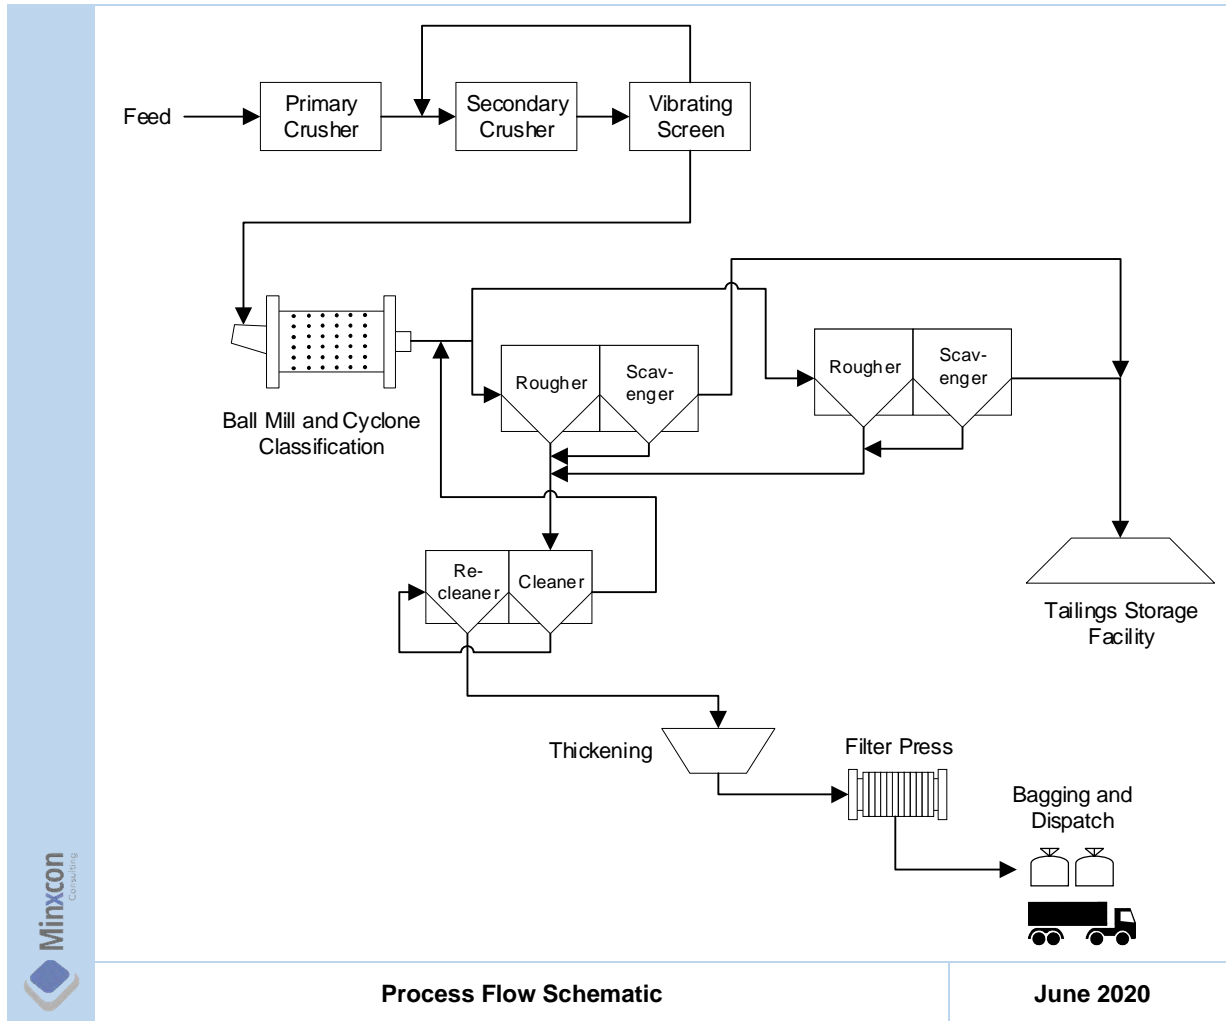 Feed
Primary
Crusher
Secondary
Crusher
Vibrating
Screen
Ball Mill and Cyclone
Classification
Rougher
Scav-
enger
Rougher
Scav-
enger
Re-
cleaner
Cleaner
Tailings Storage
Facility
Thickening
Filter Press
Bagging and
Dispatch
Minxcon
Consulting
Process Flow Schematic
June 2020